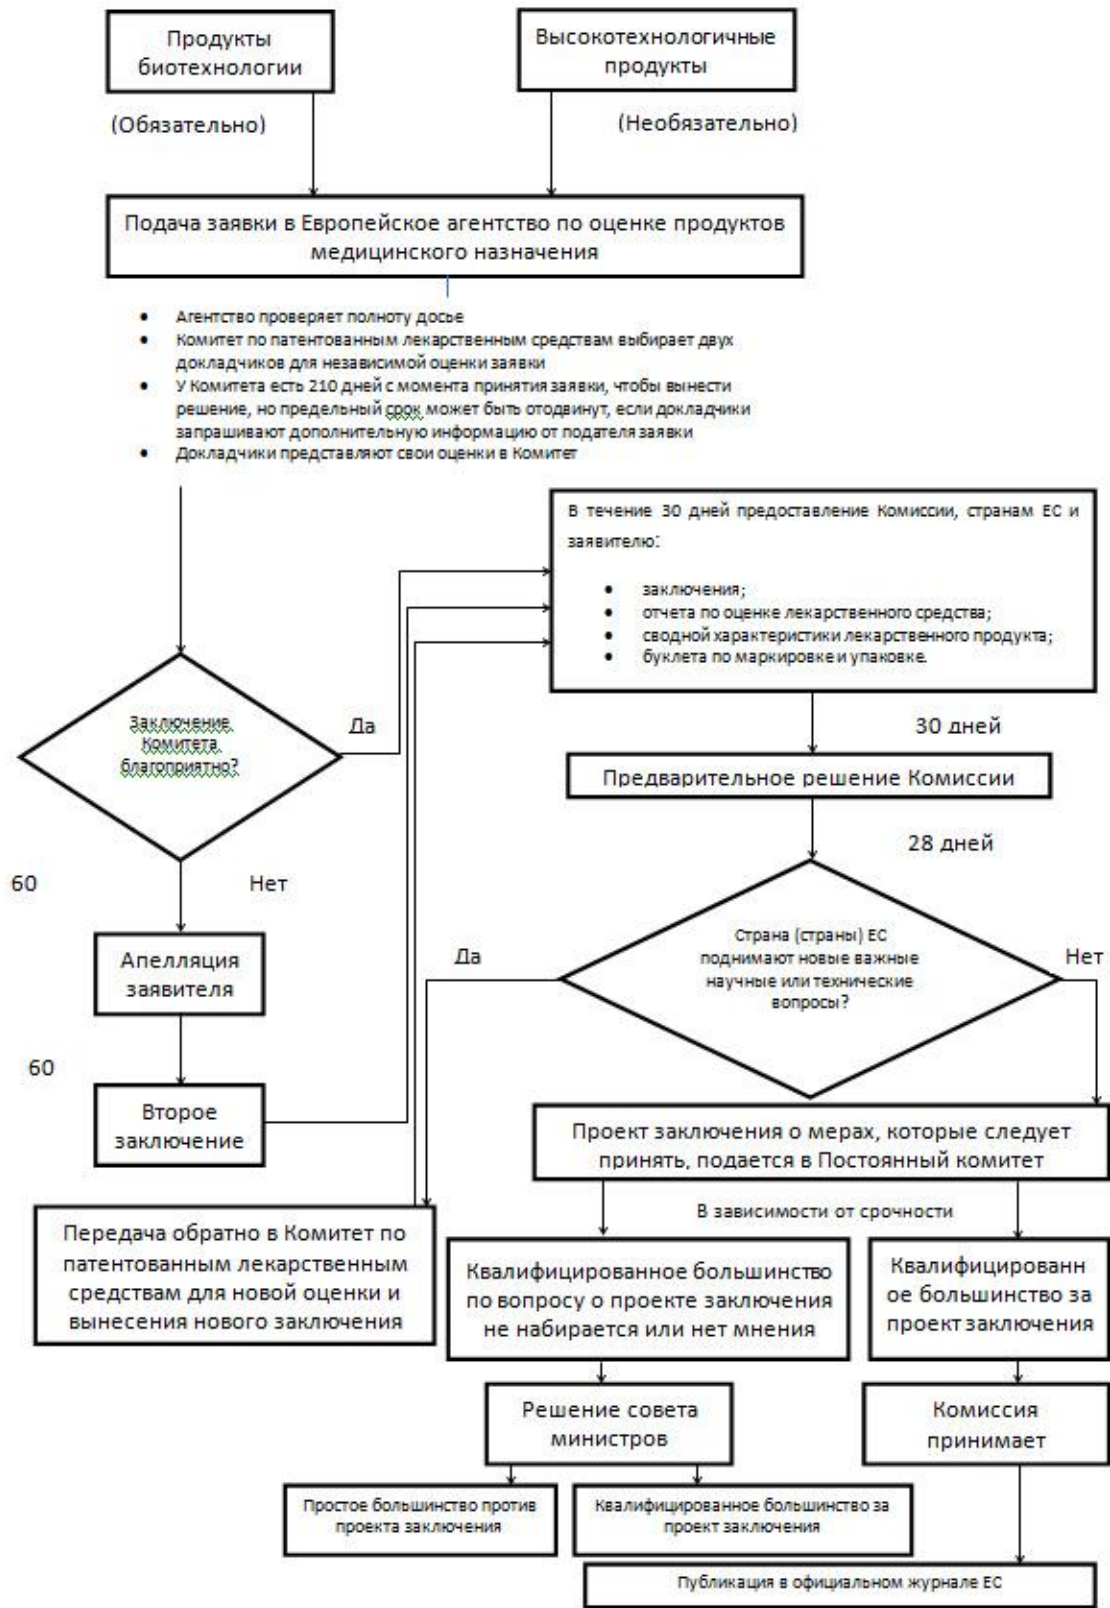 Продукты
биотехнологии
Высокотехнологичные
продукты
(Обязательно)
(Необязательно)
Подача заявки в Европейское агентство по оценке продуктов
медицинского назначения
• Агентство проверяет полноту досье
• Комитет по патентованным лекарственным средствам выбирает двух
докладчиков для независимой оценки заявки
• У Комитета есть 210 дней с момента принятия заявки, чтобы вынести
решение, но предельный срок может быть отодвинут, если докладчики
запрашивают дополнительную информацию от подателя заявки
• Докладчики представляют свои оценки в Комитет
В течение 30 дней предоставление Комиссии, странам ЕС и
заявителю:
• заключения;
• отчета по оценке лекарственного средства;
• сводной характеристики лекарственного продукта;
• буклета по маркировке и упаковке.
Заключение
Комитета
благоприятно?
Да
30 дней
Предварительное решение Комиссии
28 дней
60
Нет
Апелляция
заявителя
Да
Страна (страны) ЕС
поднимают новые важные
научные или технические
вопросы?
Нет
60
Второе
заключение
Проект заключения о мерах, которые следует
принять, подается в Постоянный комитет
В зависимости от срочности
Передача обратно в Комитет по
патентованным лекарственным
средствам для новой оценки и
вынесения нового заключения
Квалифицированное большинство
по вопросу о проекте заключения
не набирается или нет мнения
Квалифицированн
ое большинство за
проект заключения
Решение совета
министров
Комиссия
принимает
Простое большинство против
проекта заключения
Квалифицированное большинство за
проект заключения
Публикация в официальном журнале ЕС